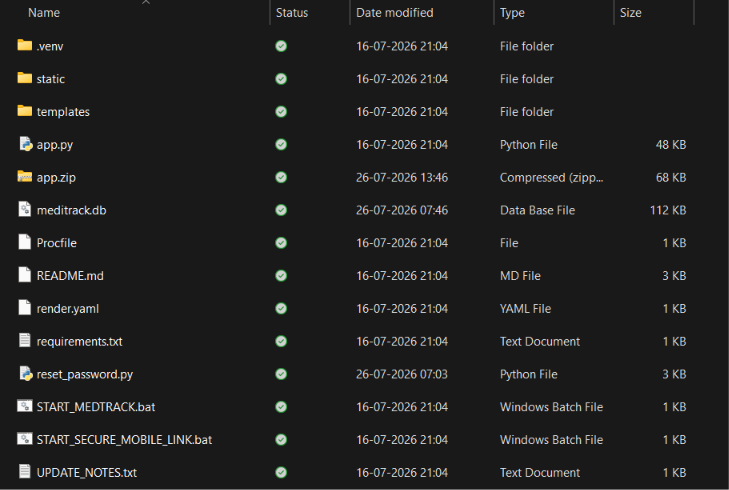 Name Status Date modified Type Size
.venv 16-07-2026 21:04 File folder
static 16-07-2026 21:04 File folder
templates 16-07-2026 21:04 File folder
app.py 16-07-2026 21:04 Python File 48 KB
app.zip 26-07-2026 13:46 Compressed (zipp... 68 KB
meditrack.db 26-07-2026 07:46 Data Base File 112 KB
Procfile 16-07-2026 21:04 File 1 KB
README.md 16-07-2026 21:04 MD File 3 KB
render.yaml 16-07-2026 21:04 YAML File 1 KB
requirements.txt 16-07-2026 21:04 Text Document 1 KB
reset_password.py 26-07-2026 07:03 Python File 3 KB
START_MEDTRACK.bat 16-07-2026 21:04 Windows Batch File 1 KB
START_SECURE_MOBILE_LINK.bat 16-07-2026 21:04 Windows Batch File 1 KB
UPDATE_NOTES.txt 16-07-2026 21:04 Text Document 1 KB